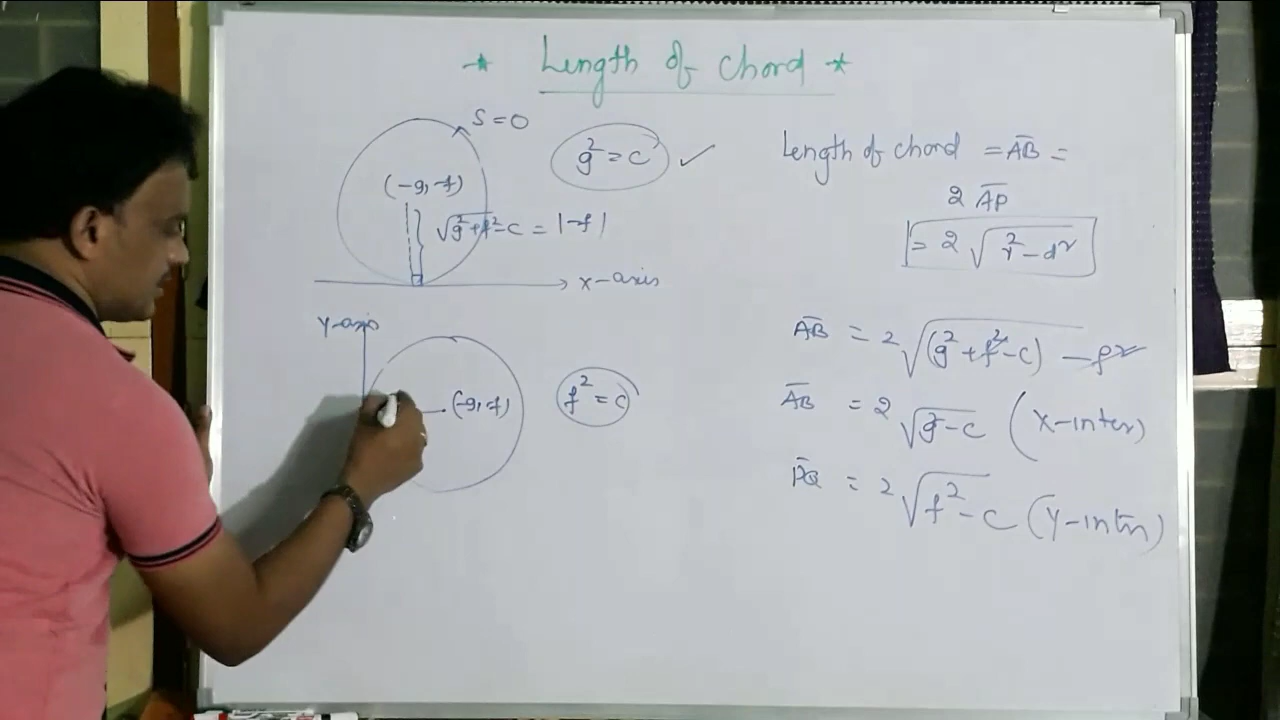 * Length of chord *
S=0
g²=c ✓
(-g,-f)
√g²+f²-c = |-f|
x-axis
Y-axis
(-g,-f)
f²=c
Length of chord = AB̅ =
2 AP̅
= 2 √r²-d²
AB̅ = 2 √(g²+f²-c) - f²
AB̅ = 2 √g²-c (X-inter)
PQ̅ = 2 √f²-c (Y-inter)